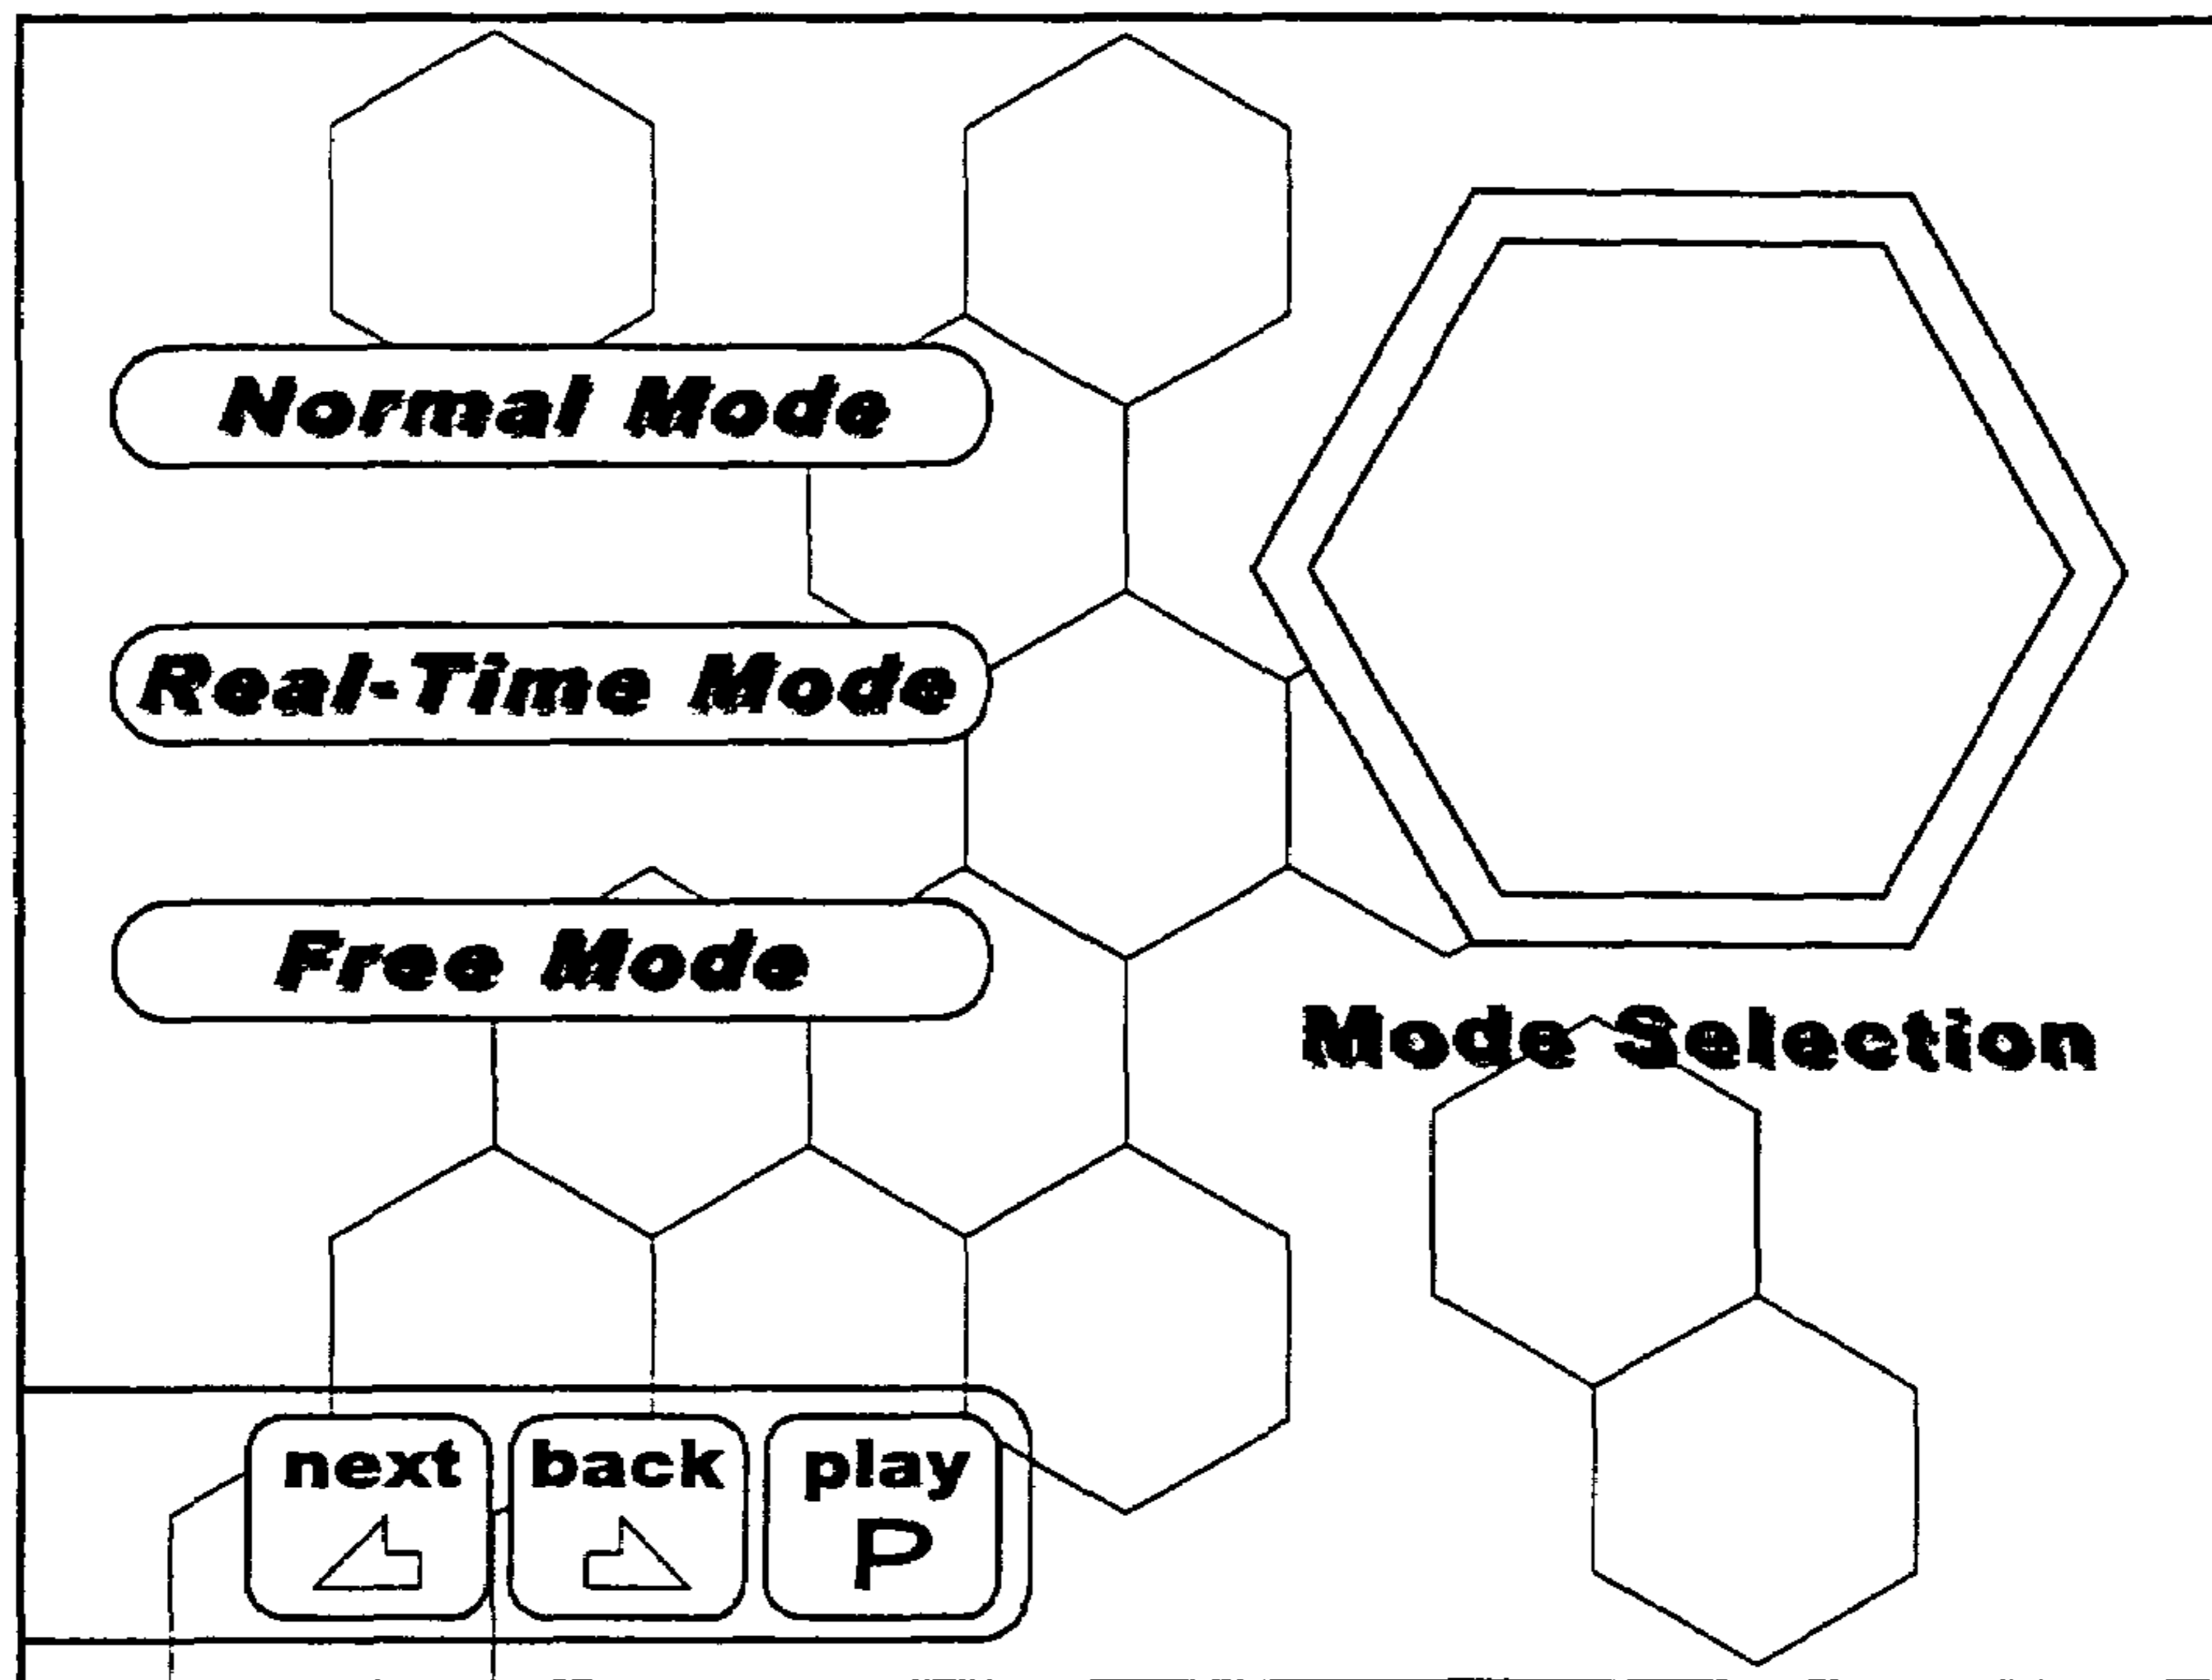 Normal Mode
Real-Time Mode
Free Mode
Mode Selection
next back play
P